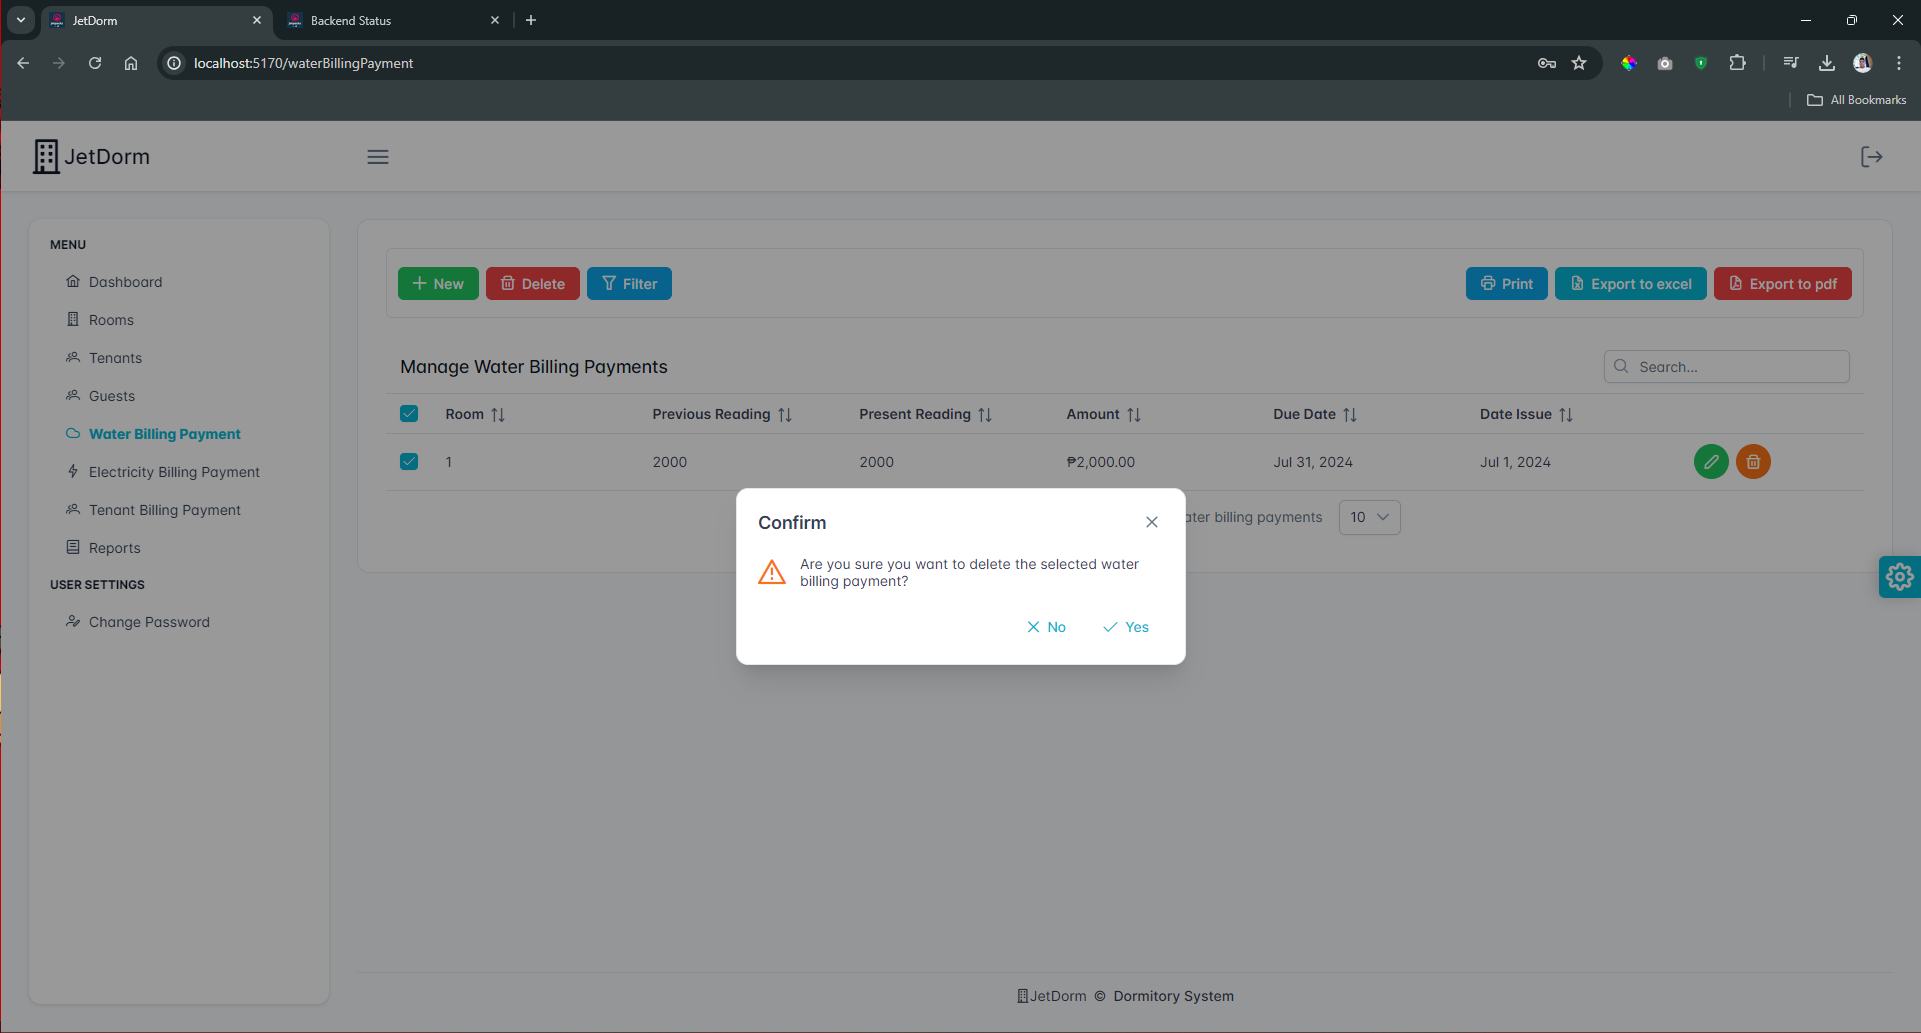 JetDorm
Backend Status
localhost:5170/waterBillingPayment
All Bookmarks
JetDorm
MENU
Dashboard
Rooms
Tenants
Guests
Water Billing Payment
Electricity Billing Payment
Tenant Billing Payment
Reports
USER SETTINGS
Change Password
New Delete Filter Print Export to excel Export to pdf
Manage Water Billing Payments Search...
Room Previous Reading Present Reading Amount Due Date Date Issue
1 2000 2000 ₱2,000.00 Jul 31, 2024 Jul 1, 2024
billing payments 10
Confirm
Are you sure you want to delete the selected water
billing payment?
No Yes
JetDorm © Dormitory System